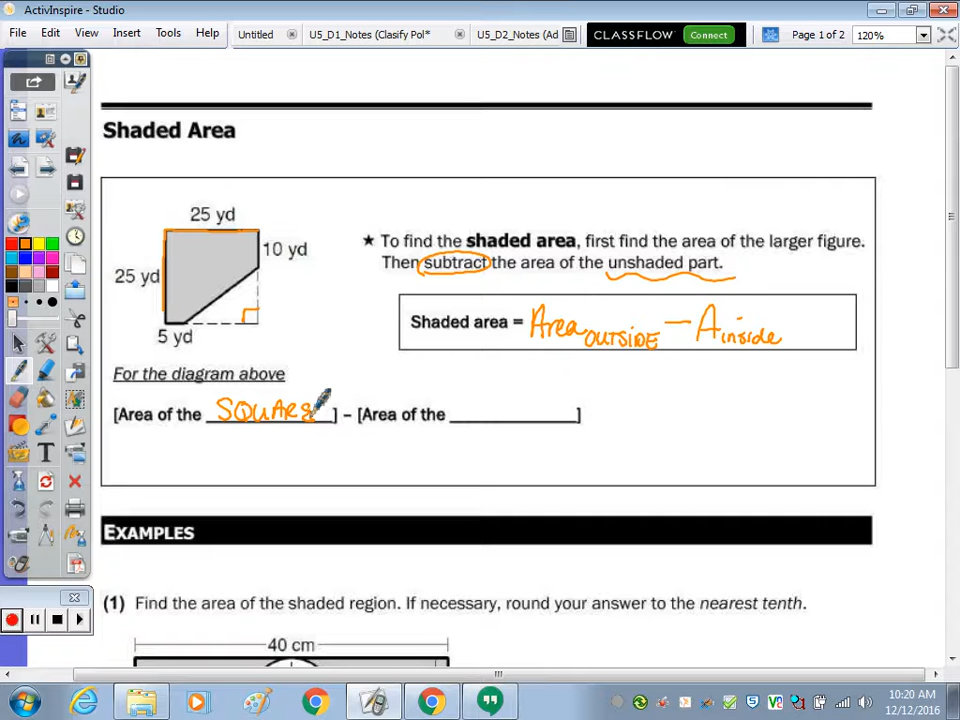 ActivInspire - Studio
File Edit View Insert Tools Help
Untitled U5_D1_Notes (Clasify Pol* U5_D2_Notes (Ad
CLASSFLOW Connect
Page 1 of 2 120%
Shaded Area
25 yd
10 yd
25 yd
5 yd
★ To find the shaded area, first find the area of the larger figure.
Then subtract the area of the unshaded part.
Shaded area = Area OUTSIDE - A inside
For the diagram above
[Area of the SQUARE ] – [Area of the ____________ ]
EXAMPLES
(1) Find the area of the shaded region. If necessary, round your answer to the nearest tenth.
40 cm
10:20 AM
12/12/2016